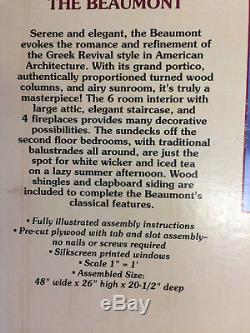 THE BEAUMONT
Serene and elegant, the Beaumont
evokes the romance and refinement of
the Greek Revival style in American
Architecture. With its grand portico,
authentically proportioned turned wood
columns, and airy sunroom, it's truly a
masterpiece! The 6 room interior with
large attic, elegant staircase, and
4 fireplaces provides many decorative
possibilities. The sundecks off the
second floor bedrooms, with traditional
balustrades all around, are just the
spot for white wicker and iced tea
on a lazy summer afternoon. Wood
shingles and clapboard siding are
included to complete the Beaumont's
classical features.
• Fully illustrated assembly instructions
• Pre-cut plywood with tab and slot assembly—
no nails or screws required
• Silkscreen printed windows
• Scale 1" = 1'
• Assembled Size:
48" wide x 26" high x 20-1/2" deep